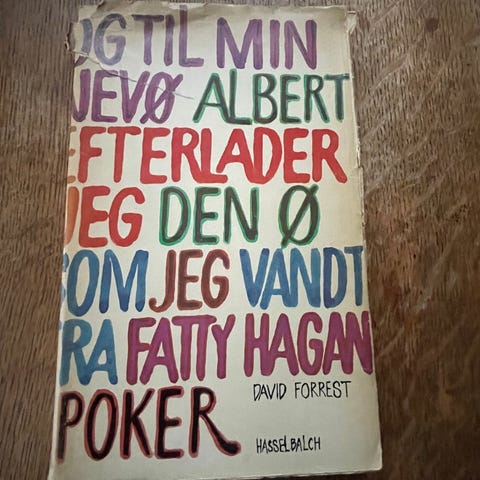 OG TIL MIN
NEVØ ALBERT
EFTERLADER
JEG DEN Ø
SOM JEG VANDT
FRA FATTY HAGAN
POKER
DAVID FORREST
HASSELBALCH